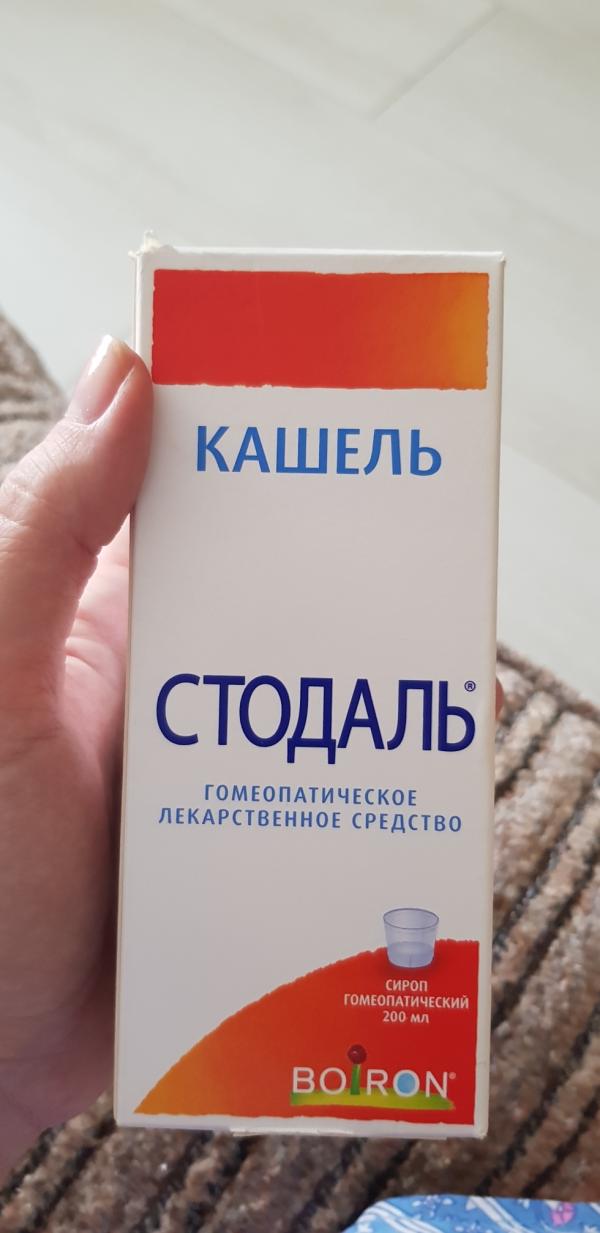 КАШЕЛЬ
СТОДАЛЬ®
ГОМЕОПАТИЧЕСКОЕ
ЛЕКАРСТВЕННОЕ СРЕДСТВО
СИРОП
ГОМЕОПАТИЧЕСКИЙ
200 мл
BOIRON®